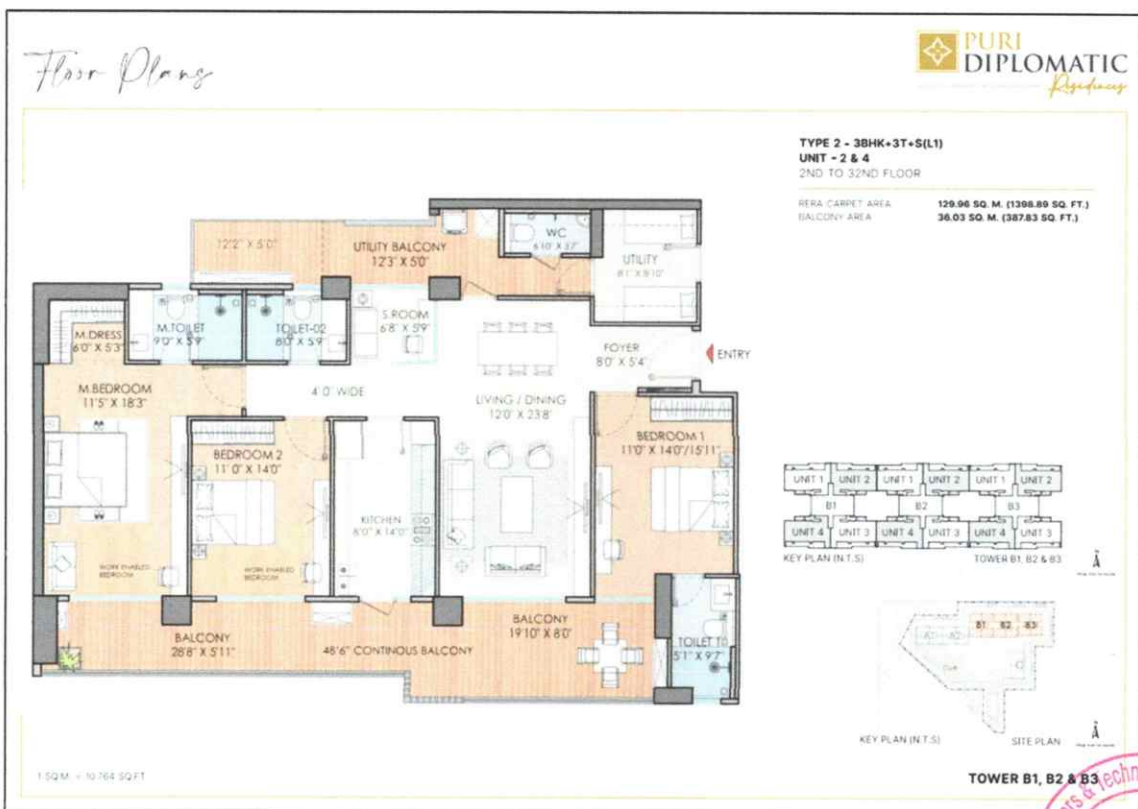 Floor Plans
PURI
DIPLOMATIC
Residences
TYPE 2 - 3BHK+3T+S(L1)
UNIT - 2 & 4
2ND TO 32ND FLOOR
RERA CARPET AREA 129.96 SQ. M. (1398.89 SQ. FT.)
BALCONY AREA 36.03 SQ. M. (387.83 SQ. FT.)
12'2" X 5'0"
UTILITY BALCONY
12'3" X 5'0"
WC
6'10" X 3'7"
UTILITY
8'1" X 8'10"
M.DRESS
6'0" X 5'3"
M.TOILET
9'0" X 5'9"
TOILET-02
8'0" X 5'9"
S.ROOM
6'8" X 5'9"
FOYER
8'0" X 5'4"
ENTRY
M.BEDROOM
11'5" X 18'3"
4'0" WIDE
LIVING / DINING
12'0" X 23'8"
BEDROOM 2
11'0" X 14'0"
BEDROOM 1
11'0" X 14'0"/15'11"
KITCHEN
8'0" X 14'0"
WORK ENABLED
BEDROOM
WORK ENABLED
BEDROOM
BALCONY
28'8" X 5'11"
48'6" CONTINOUS BALCONY
BALCONY
19'10" X 8'0"
TOILET 10
5'1" X 9'7"
UNIT 1 UNIT 2 UNIT 1 UNIT 2 UNIT 1 UNIT 2
B1 B2 B3
UNIT 4 UNIT 3 UNIT 4 UNIT 3 UNIT 4 UNIT 3
KEY PLAN (N.T.S) TOWER B1, B2 & B3
A1 A2 B1 B2 B3
KEY PLAN (N.T.S) SITE PLAN
1 SQ.M. = 10.764 SQ.FT
TOWER B1, B2 & B3